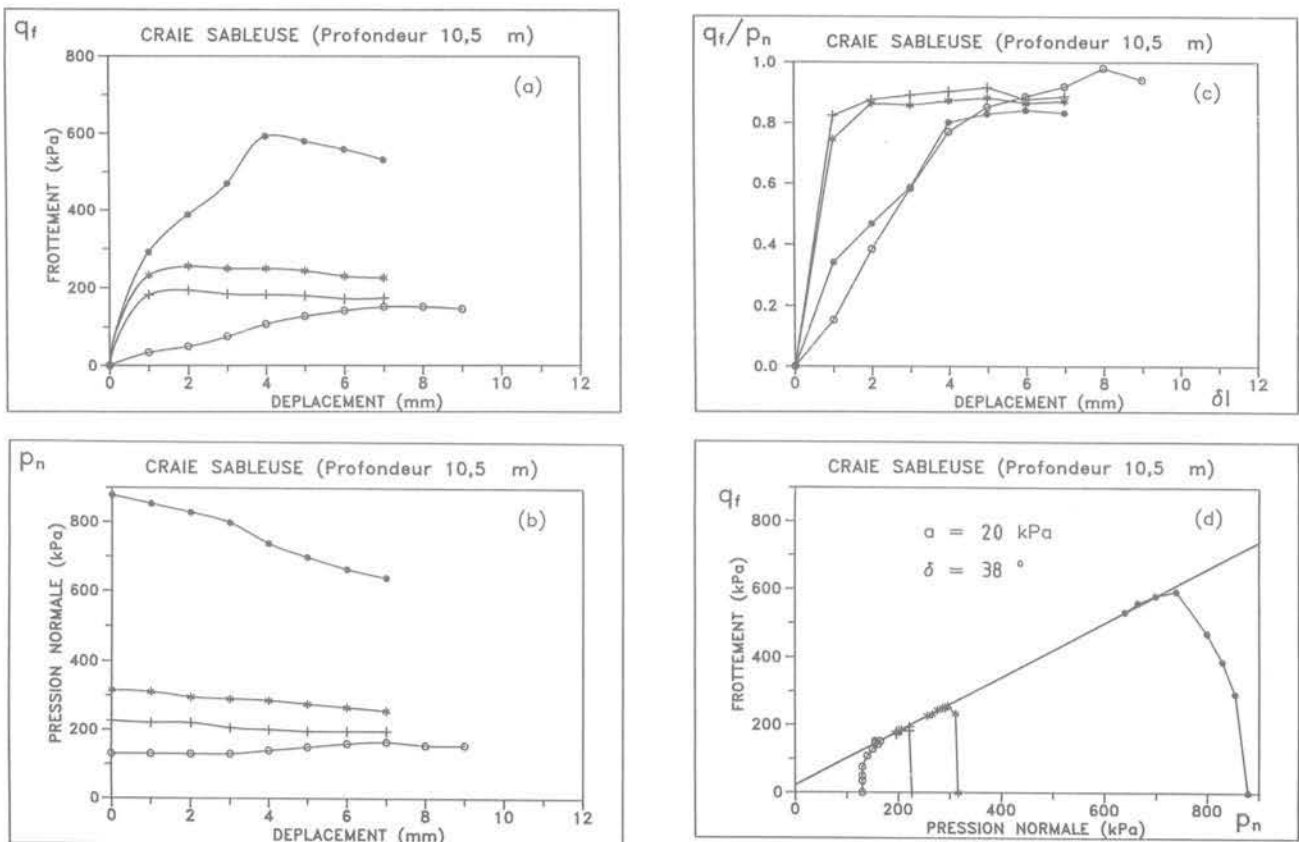 qf
CRAIE SABLEUSE (Profondeur 10,5 m)
(a)
FROTTEMENT (kPa)
800
600
400
200
0
0 2 4 6 8 10 12
DEPLACEMENT (mm)
qf/pn
CRAIE SABLEUSE (Profondeur 10,5 m)
(c)
1.0
0.8
0.6
0.4
0.2
0.0
0 2 4 6 8 10 12
DEPLACEMENT (mm)
δl
pn
CRAIE SABLEUSE (Profondeur 10,5 m)
(b)
PRESSION NORMALE (kPa)
800
600
400
200
0
0 2 4 6 8 10 12
DEPLACEMENT (mm)
CRAIE SABLEUSE (Profondeur 10,5 m)
qf
(d)
a = 20 kPa
δ = 38 °
FROTTEMENT (kPa)
800
600
400
200
0
0 200 400 600 800
PRESSION NORMALE (kPa)
pn